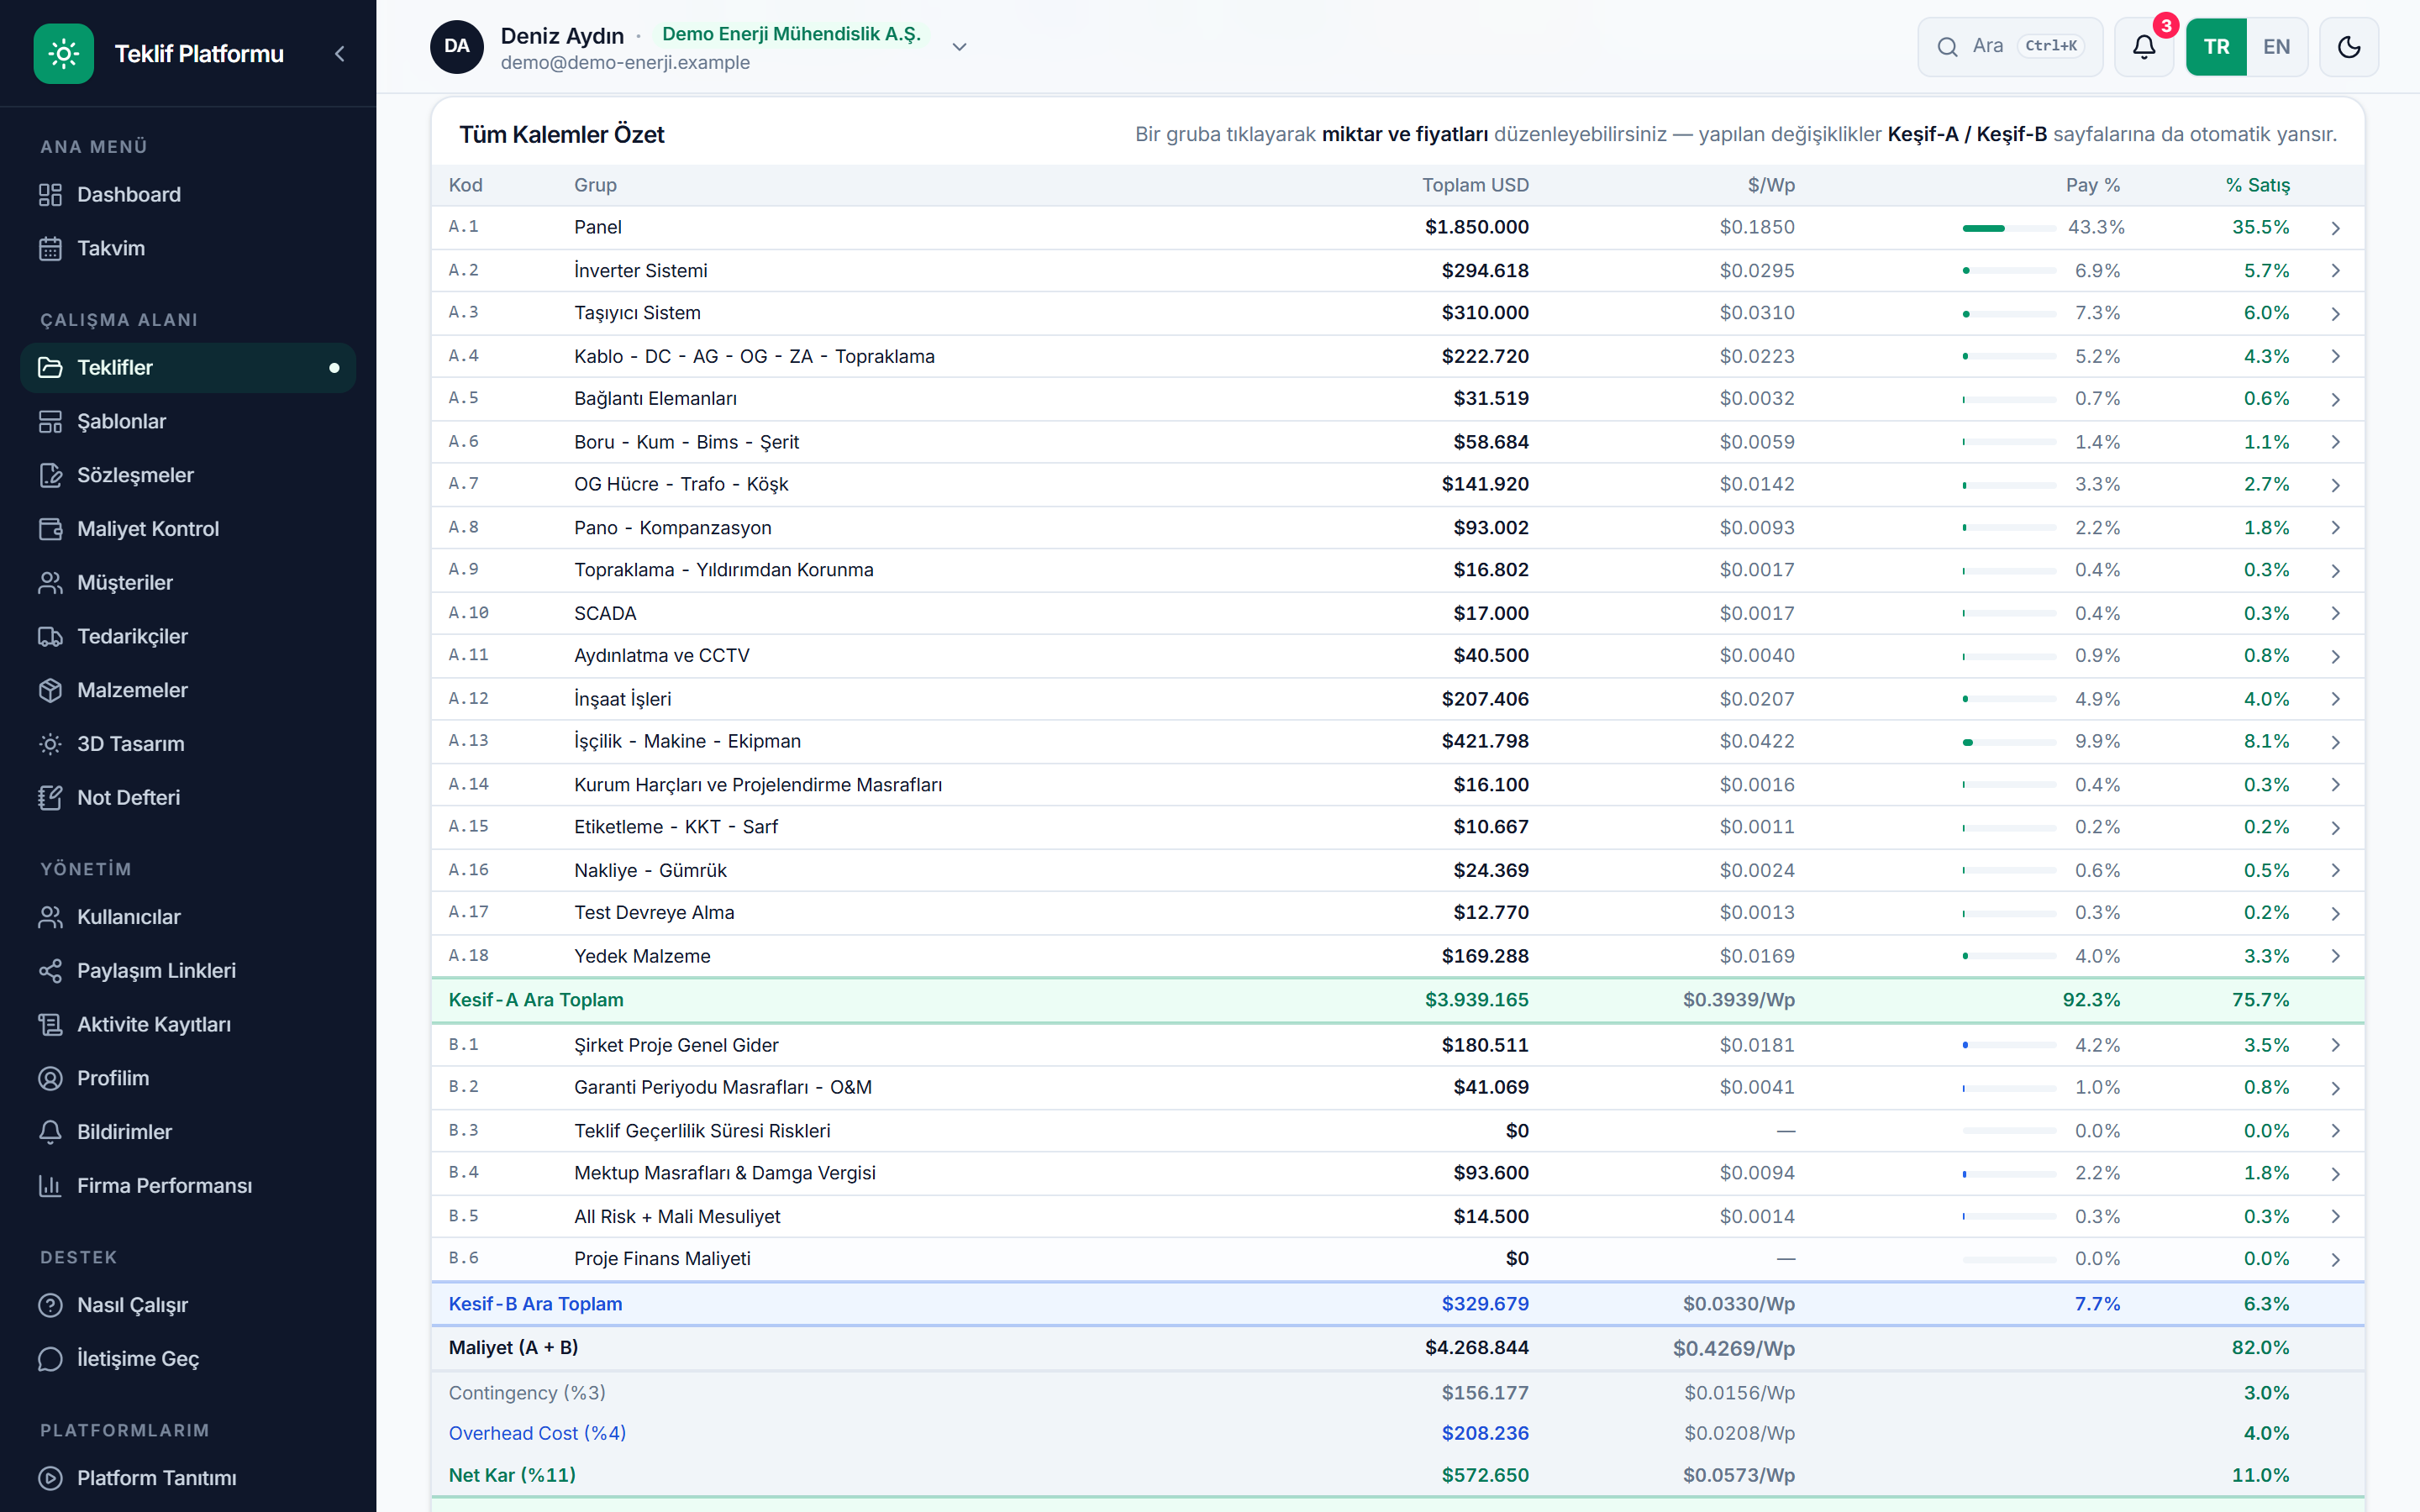 Teklif Platformu
ANA MENÜ
Dashboard
Takvim
ÇALIŞMA ALANI
Teklifler
Şablonlar
Sözleşmeler
Maliyet Kontrol
Müşteriler
Tedarikçiler
Malzemeler
3D Tasarım
Not Defteri
YÖNETİM
Kullanıcılar
Paylaşım Linkleri
Aktivite Kayıtları
Profilim
Bildirimler
Firma Performansı
DESTEK
Nasıl Çalışır
İletişime Geç
PLATFORMLARIM
Platform Tanıtımı
DA Deniz Aydın · Demo Enerji Mühendislik A.Ş.
demo@demo-enerji.example
Ara Ctrl+K 3 TR EN
Tüm Kalemler Özet Bir gruba tıklayarak miktar ve fiyatları düzenleyebilirsiniz — yapılan değişiklikler Keşif-A / Keşif-B sayfalarına da otomatik yansır.
Kod Grup Toplam USD $/Wp Pay % % Satış
A.1 Panel $1.850.000 $0.1850 43.3% 35.5%
A.2 İnverter Sistemi $294.618 $0.0295 6.9% 5.7%
A.3 Taşıyıcı Sistem $310.000 $0.0310 7.3% 6.0%
A.4 Kablo - DC - AG - OG - ZA - Topraklama $222.720 $0.0223 5.2% 4.3%
A.5 Bağlantı Elemanları $31.519 $0.0032 0.7% 0.6%
A.6 Boru - Kum - Bims - Şerit $58.684 $0.0059 1.4% 1.1%
A.7 OG Hücre - Trafo - Köşk $141.920 $0.0142 3.3% 2.7%
A.8 Pano - Kompanzasyon $93.002 $0.0093 2.2% 1.8%
A.9 Topraklama - Yıldırımdan Korunma $16.802 $0.0017 0.4% 0.3%
A.10 SCADA $17.000 $0.0017 0.4% 0.3%
A.11 Aydınlatma ve CCTV $40.500 $0.0040 0.9% 0.8%
A.12 İnşaat İşleri $207.406 $0.0207 4.9% 4.0%
A.13 İşçilik - Makine - Ekipman $421.798 $0.0422 9.9% 8.1%
A.14 Kurum Harçları ve Projelendirme Masrafları $16.100 $0.0016 0.4% 0.3%
A.15 Etiketleme - KKT - Sarf $10.667 $0.0011 0.2% 0.2%
A.16 Nakliye - Gümrük $24.369 $0.0024 0.6% 0.5%
A.17 Test Devreye Alma $12.770 $0.0013 0.3% 0.2%
A.18 Yedek Malzeme $169.288 $0.0169 4.0% 3.3%
Kesif-A Ara Toplam $3.939.165 $0.3939/Wp 92.3% 75.7%
B.1 Şirket Proje Genel Gider $180.511 $0.0181 4.2% 3.5%
B.2 Garanti Periyodu Masrafları - O&M $41.069 $0.0041 1.0% 0.8%
B.3 Teklif Geçerlilik Süresi Riskleri $0 — 0.0% 0.0%
B.4 Mektup Masrafları & Damga Vergisi $93.600 $0.0094 2.2% 1.8%
B.5 All Risk + Mali Mesuliyet $14.500 $0.0014 0.3% 0.3%
B.6 Proje Finans Maliyeti $0 — 0.0% 0.0%
Kesif-B Ara Toplam $329.679 $0.0330/Wp 7.7% 6.3%
Maliyet (A + B) $4.268.844 $0.4269/Wp 82.0%
Contingency (%3) $156.177 $0.0156/Wp 3.0%
Overhead Cost (%4) $208.236 $0.0208/Wp 4.0%
Net Kar (%11) $572.650 $0.0573/Wp 11.0%